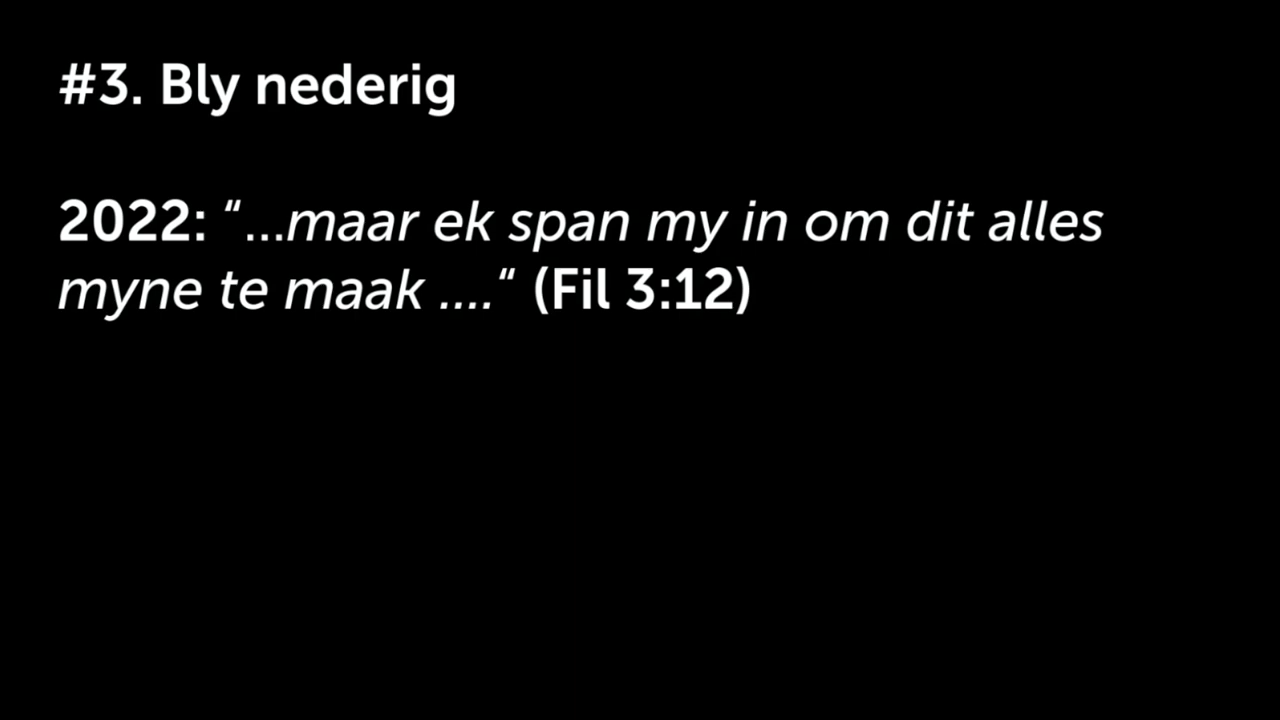 #3. Bly nederig
2022: “…maar ek span my in om dit alles
myne te maak ….“ (Fil 3:12)